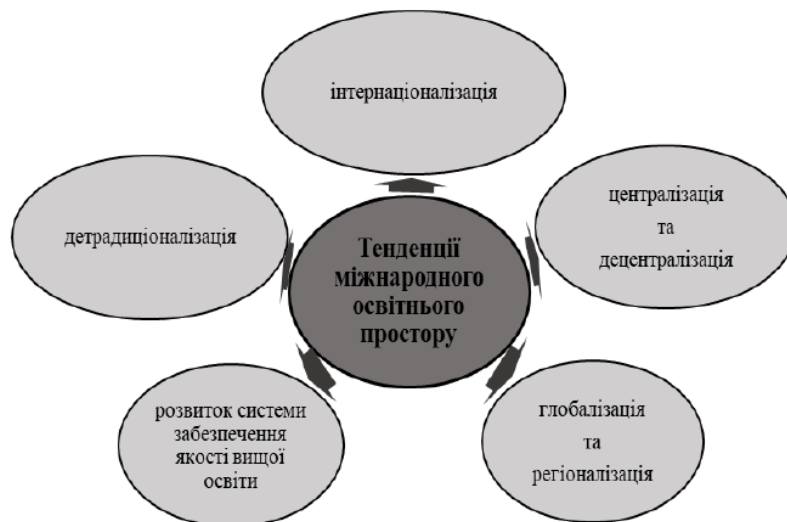 інтернаціоналізація
детрадиціоналізація
централізація
та
децентралізація
Тенденції
міжнародного
освітнього
простору
розвиток системи
забезпечення
якості вищої
освіти
глобалізація
та
регіоналізація